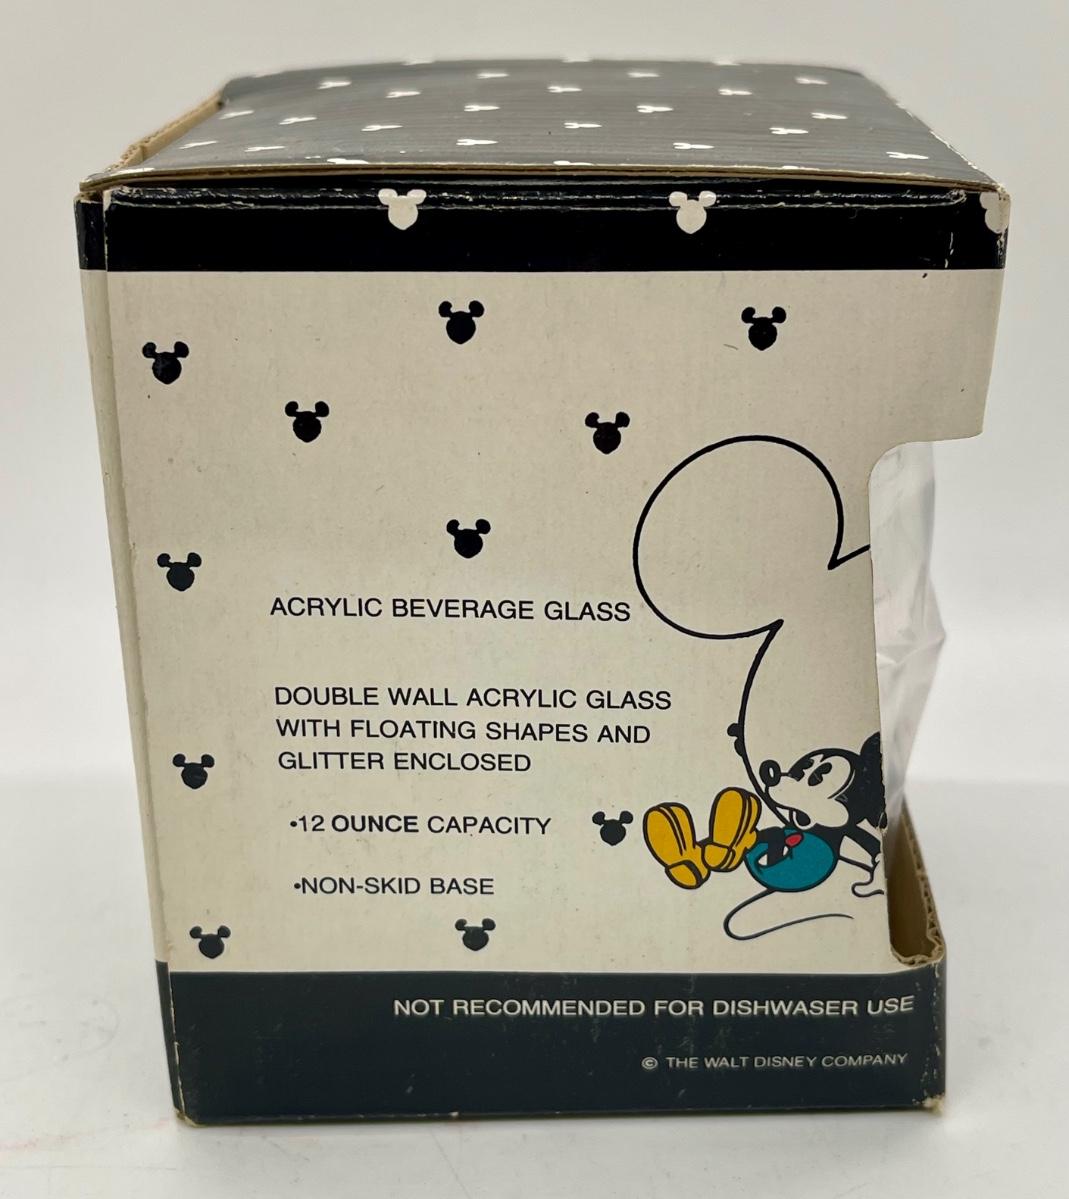 ACRYLIC BEVERAGE GLASS
DOUBLE WALL ACRYLIC GLASS
WITH FLOATING SHAPES AND
GLITTER ENCLOSED
•12 OUNCE CAPACITY
•NON-SKID BASE
NOT RECOMMENDED FOR DISHWASER USE
© THE WALT DISNEY COMPANY